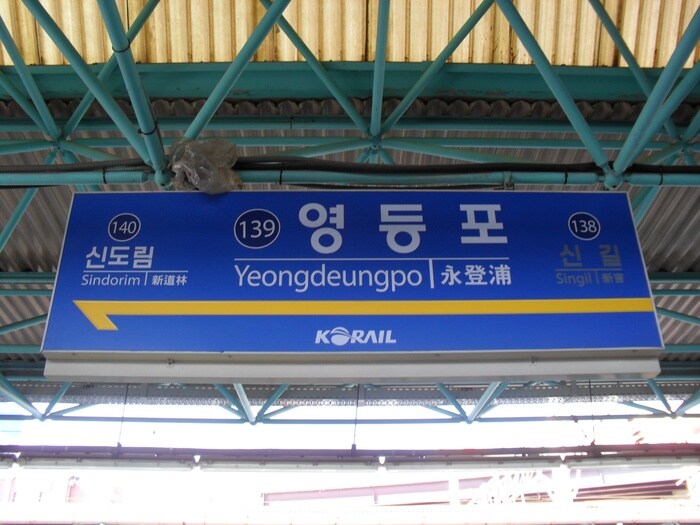 140
신도림
Sindorim 新道林
139 영등포
Yeongdeungpo 永登浦
138
신길
Singil 新吉
KORAIL